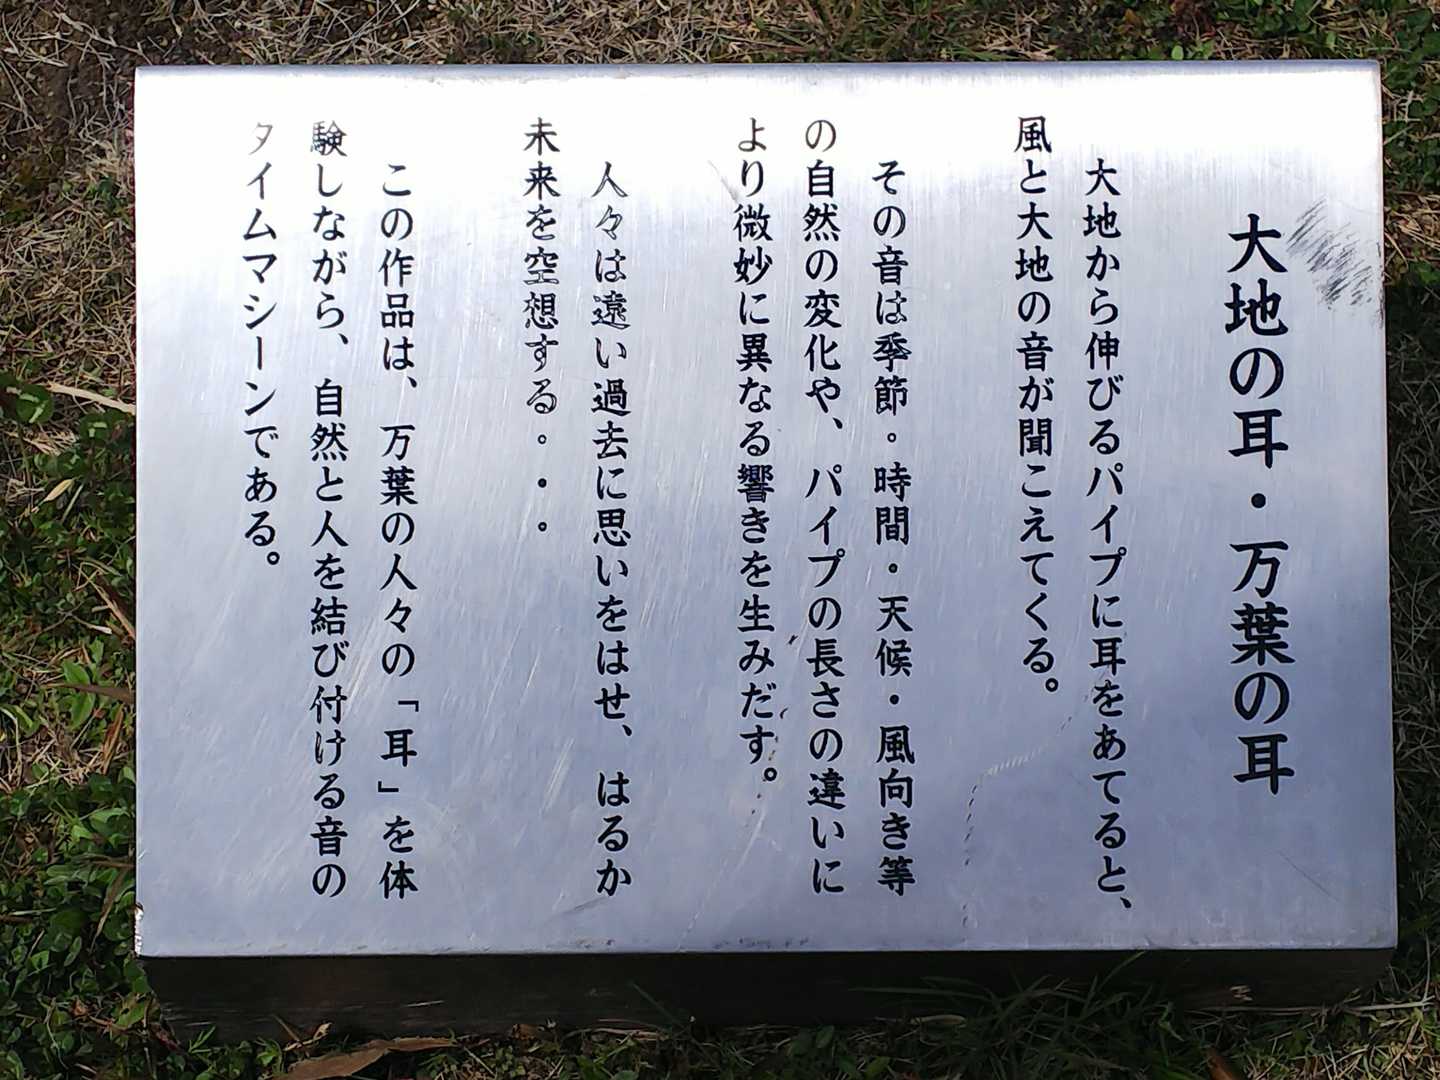 大地の耳・万葉の耳
大地から伸びるパイプに耳をあてると、
風と大地の音が聞こえてくる。
その音は季節・時間・天候・風向き等
の自然の変化や、パイプの長さの違いに
より微妙に異なる響きを生みだす。
人々は遠い過去に思いをはせ、はるか
未来を空想する・・・
この作品は、万葉の人々の「耳」を体
験しながら、自然と人を結び付ける音の
タイムマシーンである。